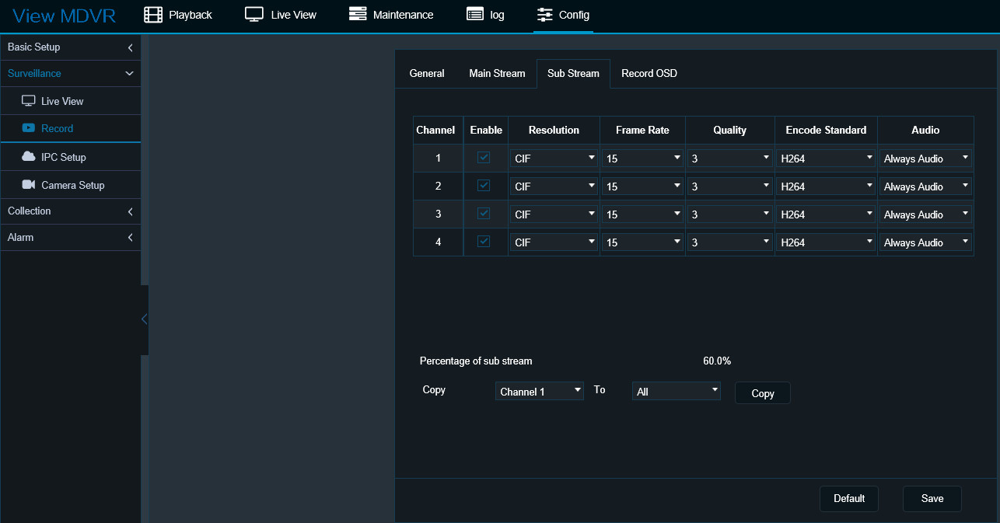 View MDVR Playback Live View Maintenance log Config
Basic Setup
Surveillance
Live View
Record
IPC Setup
Camera Setup
Collection
Alarm
General Main Stream Sub Stream Record OSD
Channel Enable Resolution Frame Rate Quality Encode Standard Audio
1 CIF 15 3 H264 Always Audio
2 CIF 15 3 H264 Always Audio
3 CIF 15 3 H264 Always Audio
4 CIF 15 3 H264 Always Audio
Percentage of sub stream 60.0%
Copy Channel 1 To All Copy
Default Save